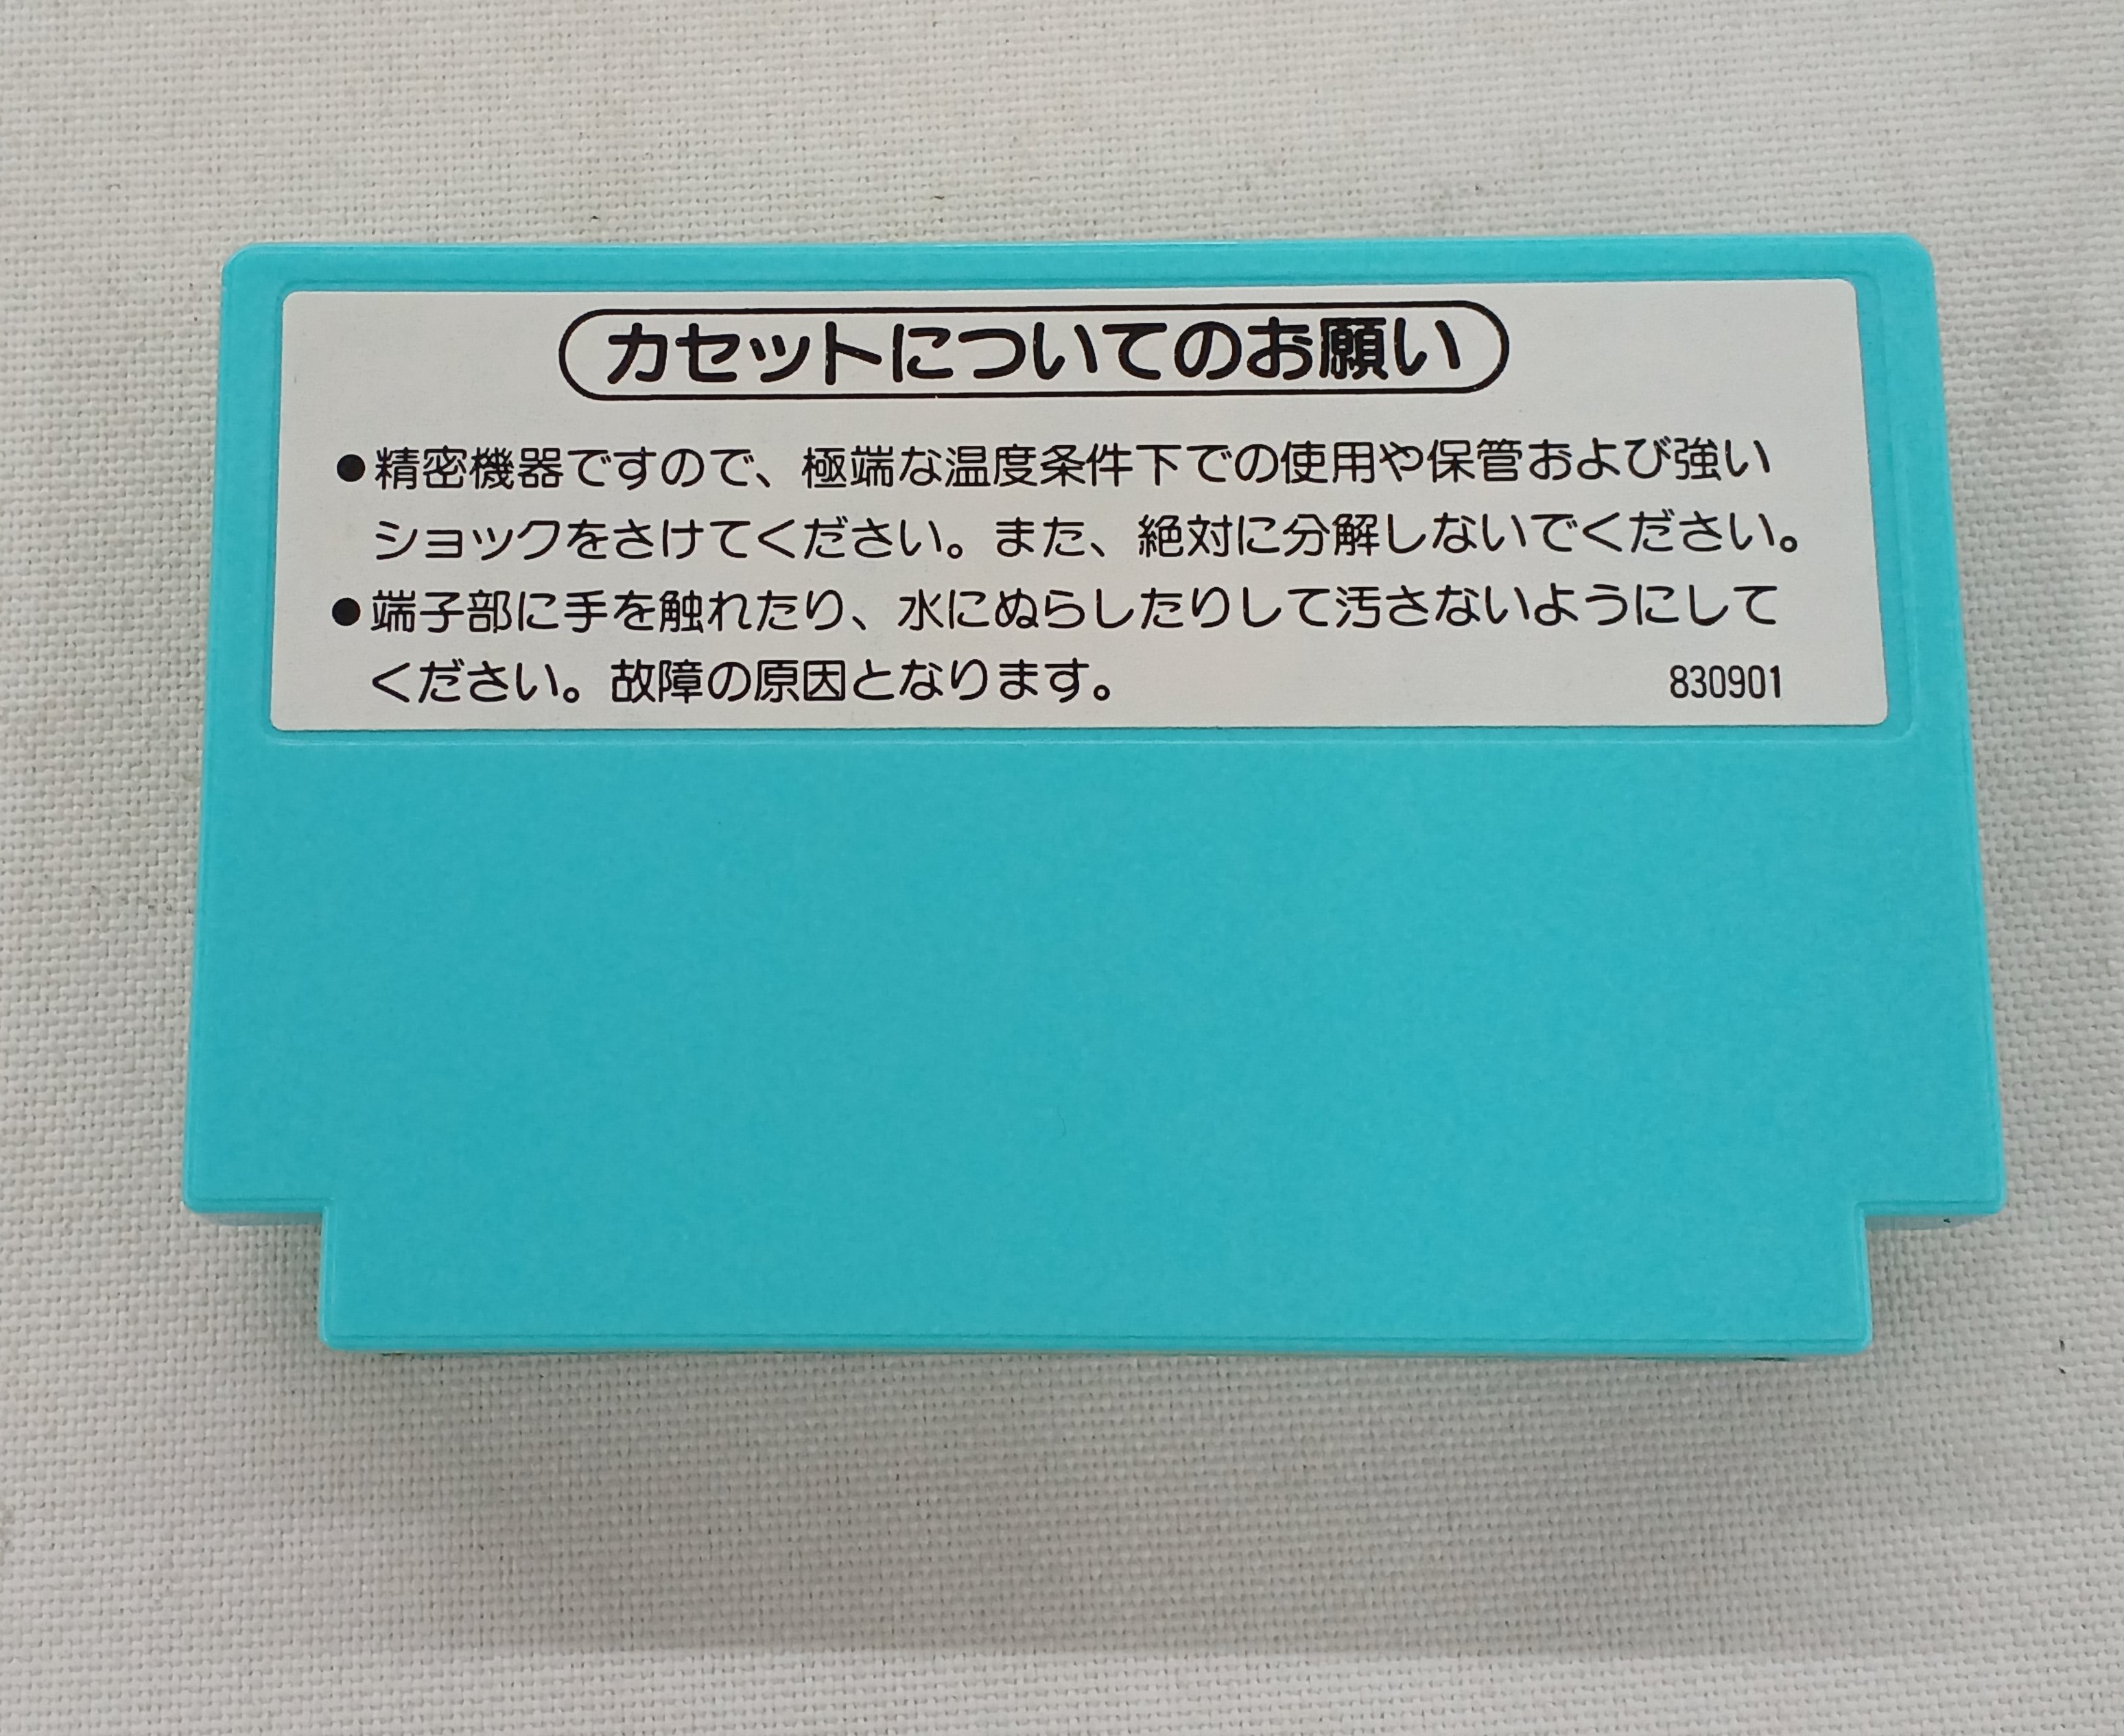 カセットについてのお願い
●精密機器ですので、極端な温度条件下での使用や保管および強い
ショックをさけてください。また、絶対に分解しないでください。
●端子部に手を触れたり、水にぬらしたりして汚さないようにして
ください。故障の原因となります。 830901